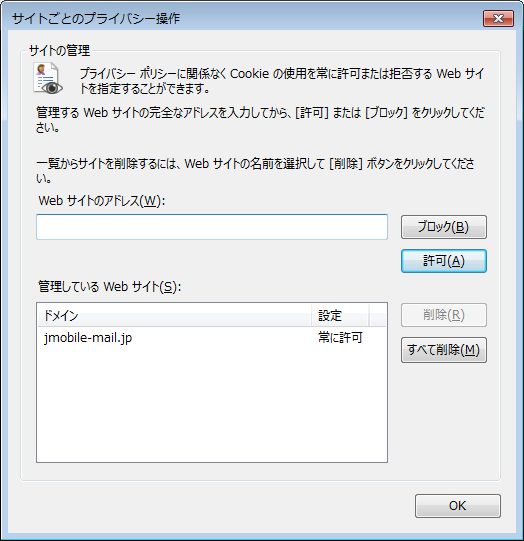 サイトごとのプライバシー操作
サイトの管理
プライバシー ポリシーに関係なく Cookie の使用を常に許可または拒否する Web サイ
トを指定することができます。
管理する Web サイトの完全なアドレスを入力してから、[許可] または [ブロック] をクリックしてくだ
さい。
一覧からサイトを削除するには、Web サイトの名前を選択して [削除] ボタンをクリックしてくださ
い。
Web サイトのアドレス(W):
ブロック(B)
許可(A)
管理している Web サイト(S):
ドメイン 設定
削除(R)
jmobile-mail.jp 常に許可
すべて削除(M)
OK